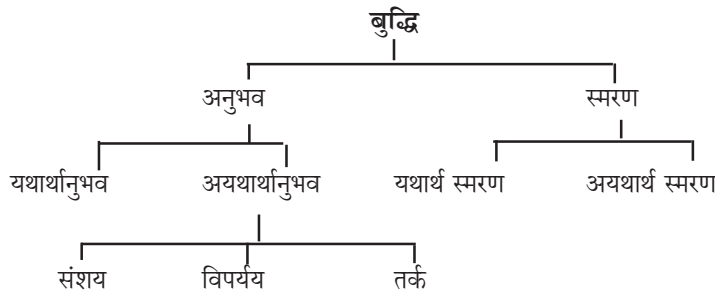 बुद्धि
अनुभव स्मरण
यथार्थानुभव अयथार्थानुभव यथार्थ स्मरण अयथार्थ स्मरण
संशय विपर्यय तर्क